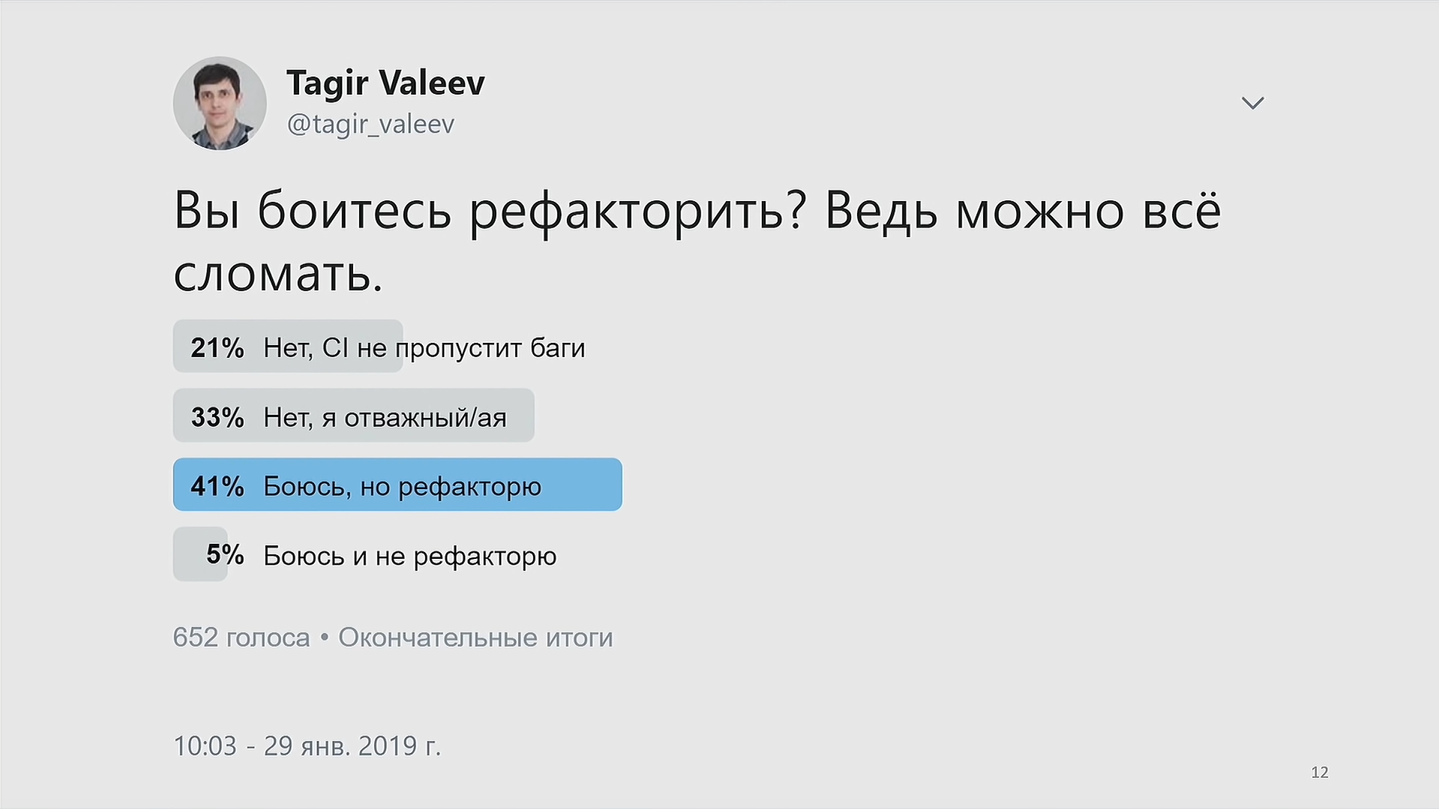 Tagir Valeev
@tagir_valeev
Вы боитесь рефакторить? Ведь можно всё
сломать.
21% Нет, CI не пропустит баги
33% Нет, я отважный/ая
41% Боюсь, но рефакторю
5% Боюсь и не рефакторю
652 голоса • Окончательные итоги
10:03 - 29 янв. 2019 г.
12